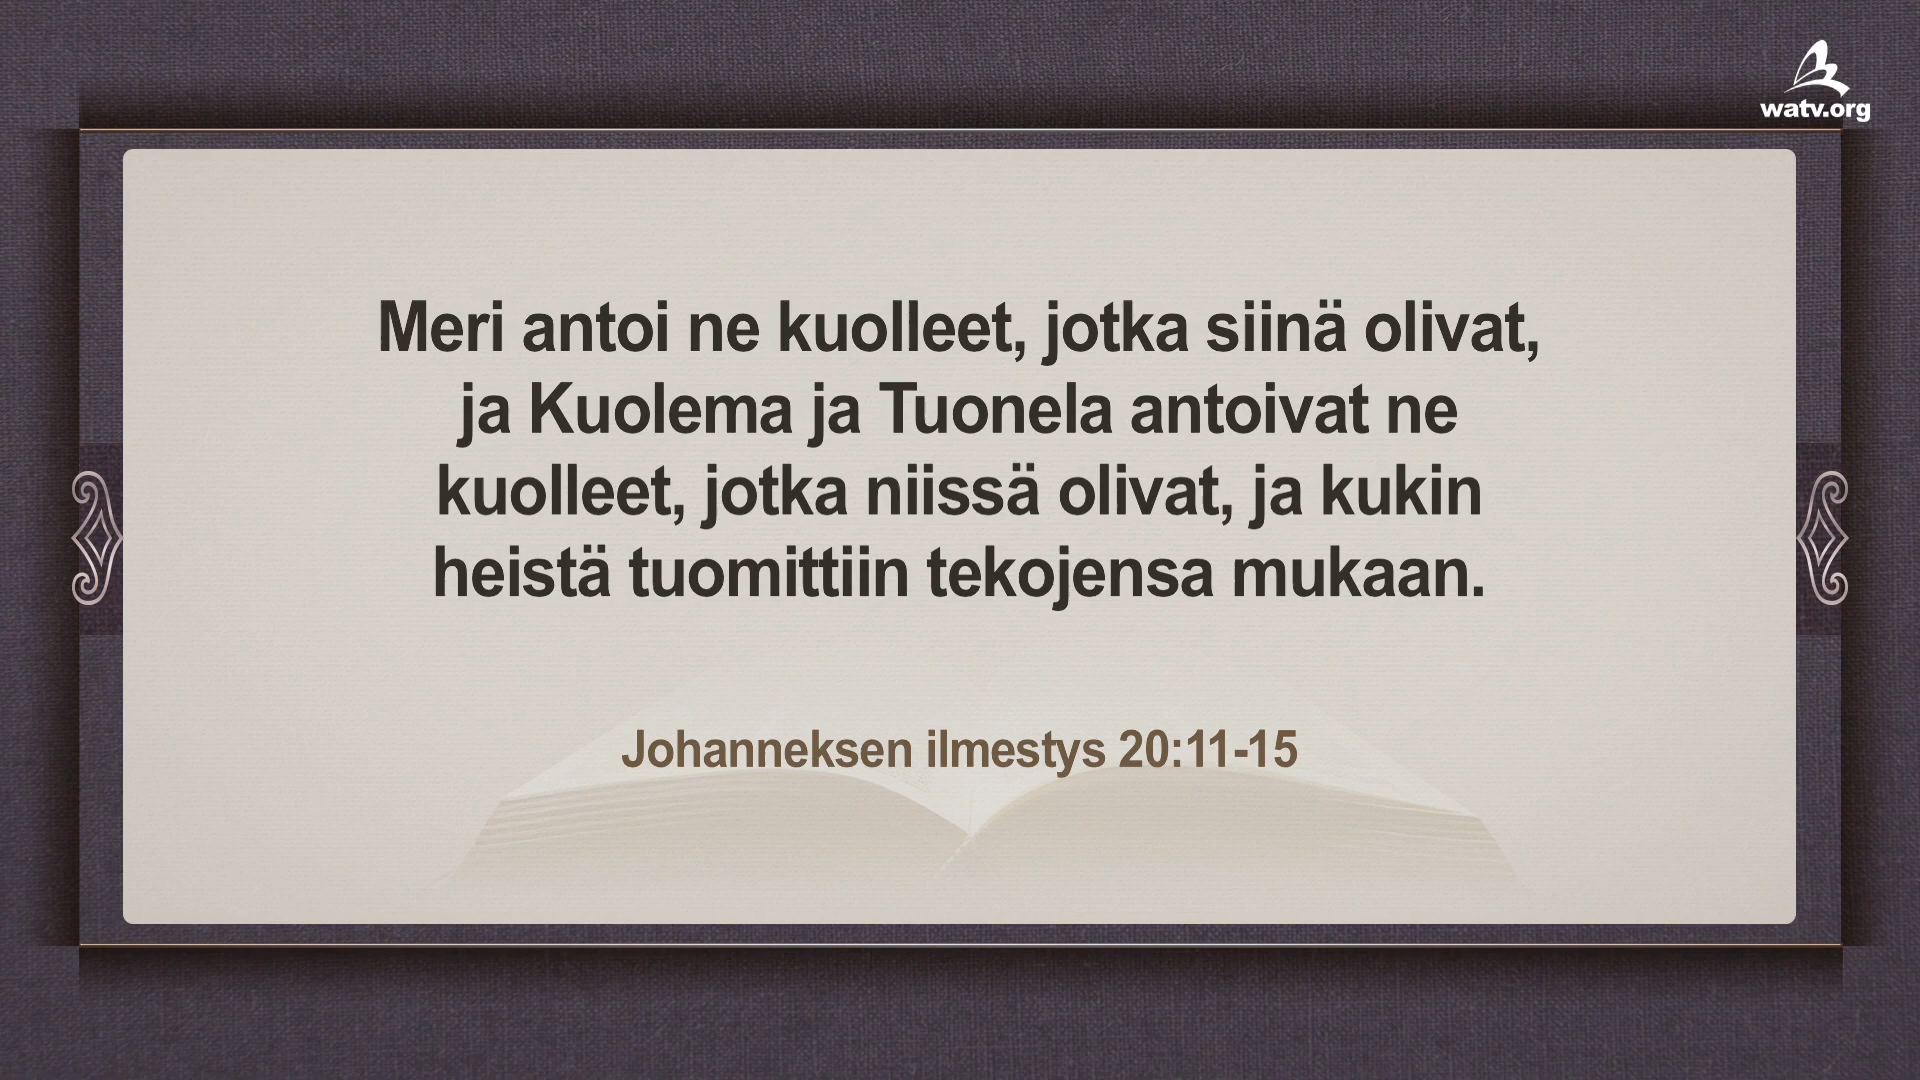 watv.org
Meri antoi ne kuolleet, jotka siinä olivat,
ja Kuolema ja Tuonela antoivat ne
kuolleet, jotka niissä olivat, ja kukin
heistä tuomittiin tekojensa mukaan.
Johanneksen ilmestys 20:11-15